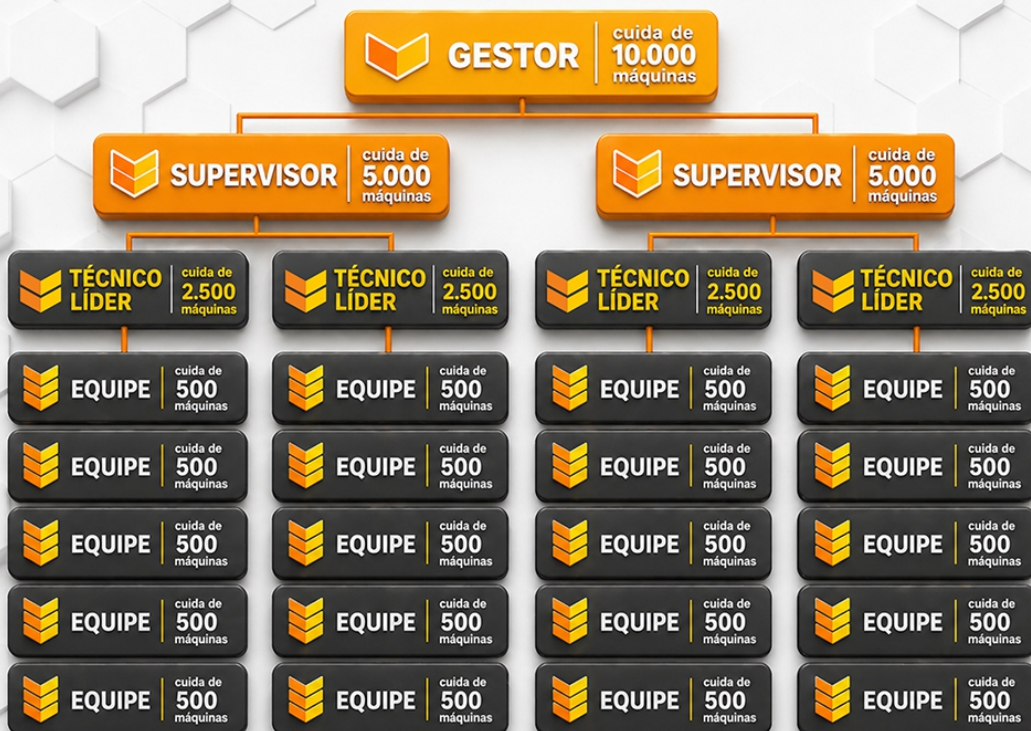 GESTOR
cuida de
10.000
máquinas
SUPERVISOR
cuida de
5.000
máquinas
SUPERVISOR
cuida de
5.000
máquinas
TÉCNICO
LÍDER
cuida de
2.500
máquinas
TÉCNICO
LÍDER
cuida de
2.500
máquinas
TÉCNICO
LÍDER
cuida de
2.500
máquinas
TÉCNICO
LÍDER
cuida de
2.500
máquinas
EQUIPE
cuida de
500
máquinas
EQUIPE
cuida de
500
máquinas
EQUIPE
cuida de
500
máquinas
EQUIPE
cuida de
500
máquinas
EQUIPE
cuida de
500
máquinas
EQUIPE
cuida de
500
máquinas
EQUIPE
cuida de
500
máquinas
EQUIPE
cuida de
500
máquinas
EQUIPE
cuida de
500
máquinas
EQUIPE
cuida de
500
máquinas
EQUIPE
cuida de
500
máquinas
EQUIPE
cuida de
500
máquinas
EQUIPE
cuida de
500
máquinas
EQUIPE
cuida de
500
máquinas
EQUIPE
cuida de
500
máquinas
EQUIPE
cuida de
500
máquinas
EQUIPE
cuida de
500
máquinas
EQUIPE
cuida de
500
máquinas
EQUIPE
cuida de
500
máquinas
EQUIPE
cuida de
500
máquinas